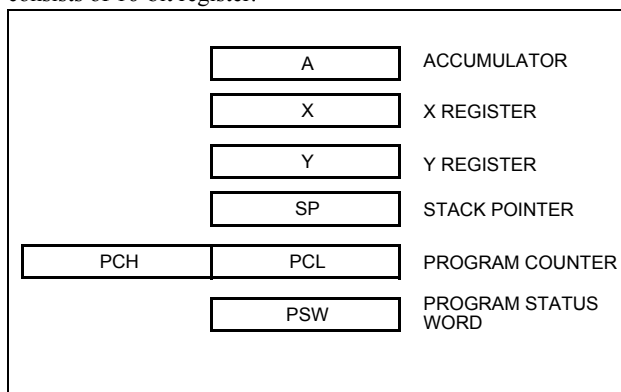 consists of 16-bit register.
A ACCUMULATOR
X X REGISTER
Y Y REGISTER
SP STACK POINTER
PCH PCL PROGRAM COUNTER
PSW PROGRAM STATUS
WORD